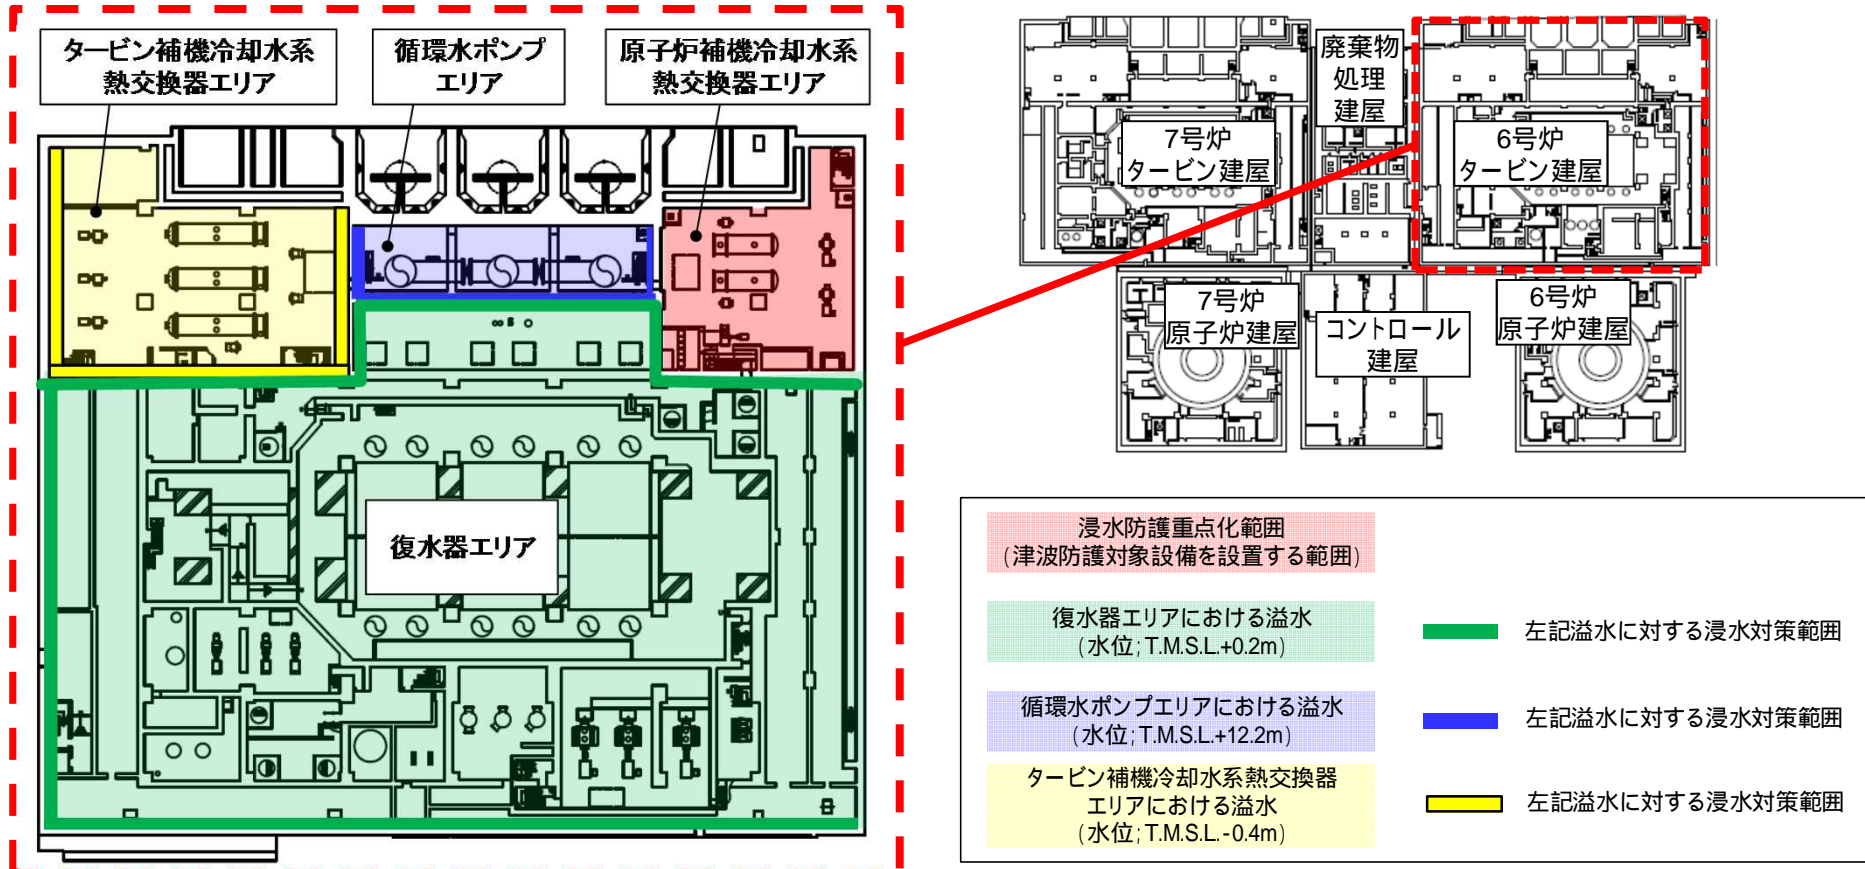 タービン補機冷却水系
熱交換器エリア
循環水ポンプ
エリア
原子炉補機冷却水系
熱交換器エリア
復水器エリア
廃棄物
処理
建屋
7号炉
タービン建屋
6号炉
タービン建屋
7号炉
原子炉建屋
コントロール
建屋
6号炉
原子炉建屋
浸水防護重点化範囲
(津波防護対象設備を設置する範囲)
復水器エリアにおける溢水
(水位;T.M.S.L.+0.2m)
左記溢水に対する浸水対策範囲
循環水ポンプエリアにおける溢水
(水位;T.M.S.L.+12.2m)
左記溢水に対する浸水対策範囲
タービン補機冷却水系熱交換器
エリアにおける溢水
(水位;T.M.S.L.-0.4m)
左記溢水に対する浸水対策範囲